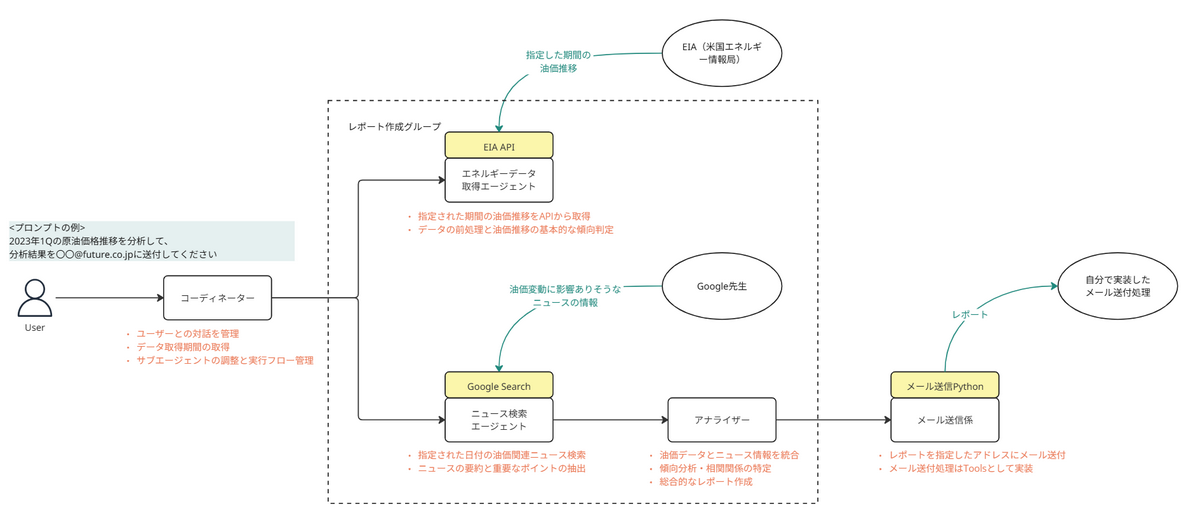 EIA（米国エネルギ
ー情報局）
指定した期間の
油価推移
レポート作成グループ
EIA API
エネルギーデータ
取得エージェント
・ 指定された期間の油価推移をAPIから取得
・ データの前処理と油価推移の基本的な傾向判定
<プロンプトの例>
2023年1Qの原油価格推移を分析して、
分析結果を〇〇@future.co.jpに送付してください
User
コーディネーター
・ ユーザーとの対話を管理
・ データ取得期間の取得
・ サブエージェントの調整と実行フロー管理
油価変動に影響ありそうな
ニュースの情報
Google先生
自分で実装した
メール送付処理
レポート
Google Search
ニュース検索
エージェント
・ 指定された日付の油価関連ニュース検索
・ ニュースの要約と重要なポイントの抽出
アナライザー
・ 油価データとニュース情報を統合
・ 傾向分析・相関関係の特定
・ 総合的なレポート作成
メール送信Python
メール送信係
・ レポートを指定したアドレスにメール送付
・ メール送付処理はToolsとして実装